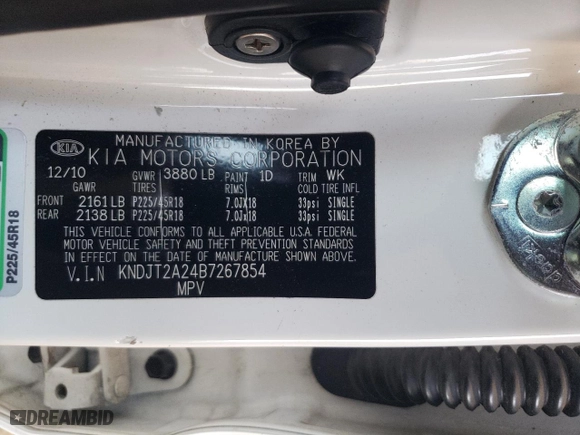 MANUFACTURED IN KOREA BY
KIA KIA MOTORS CORPORATION
12/10 GVWR 3880 LB PAINT 1D TRIM WK
GAWR TIRES RIMS COLD TIRE INFL
FRONT 2161 LB P225/45R18 7.0JX18 33psi SINGLE
REAR 2138 LB P225/45R18 7.0Jx18 33psi SINGLE
THIS VEHICLE CONFORMS TO ALL APPLICABLE U.S.A. FEDERAL
MOTOR VEHICLE SAFETY AND THEFT PREVENTION STANDARDS
IN EFFECT ON THE DATE OF MANUFACTURE SHOWN ABOVE.
V.I.N KNDJT2A24B7267854
MPV
P225/45R18
DREAMBID